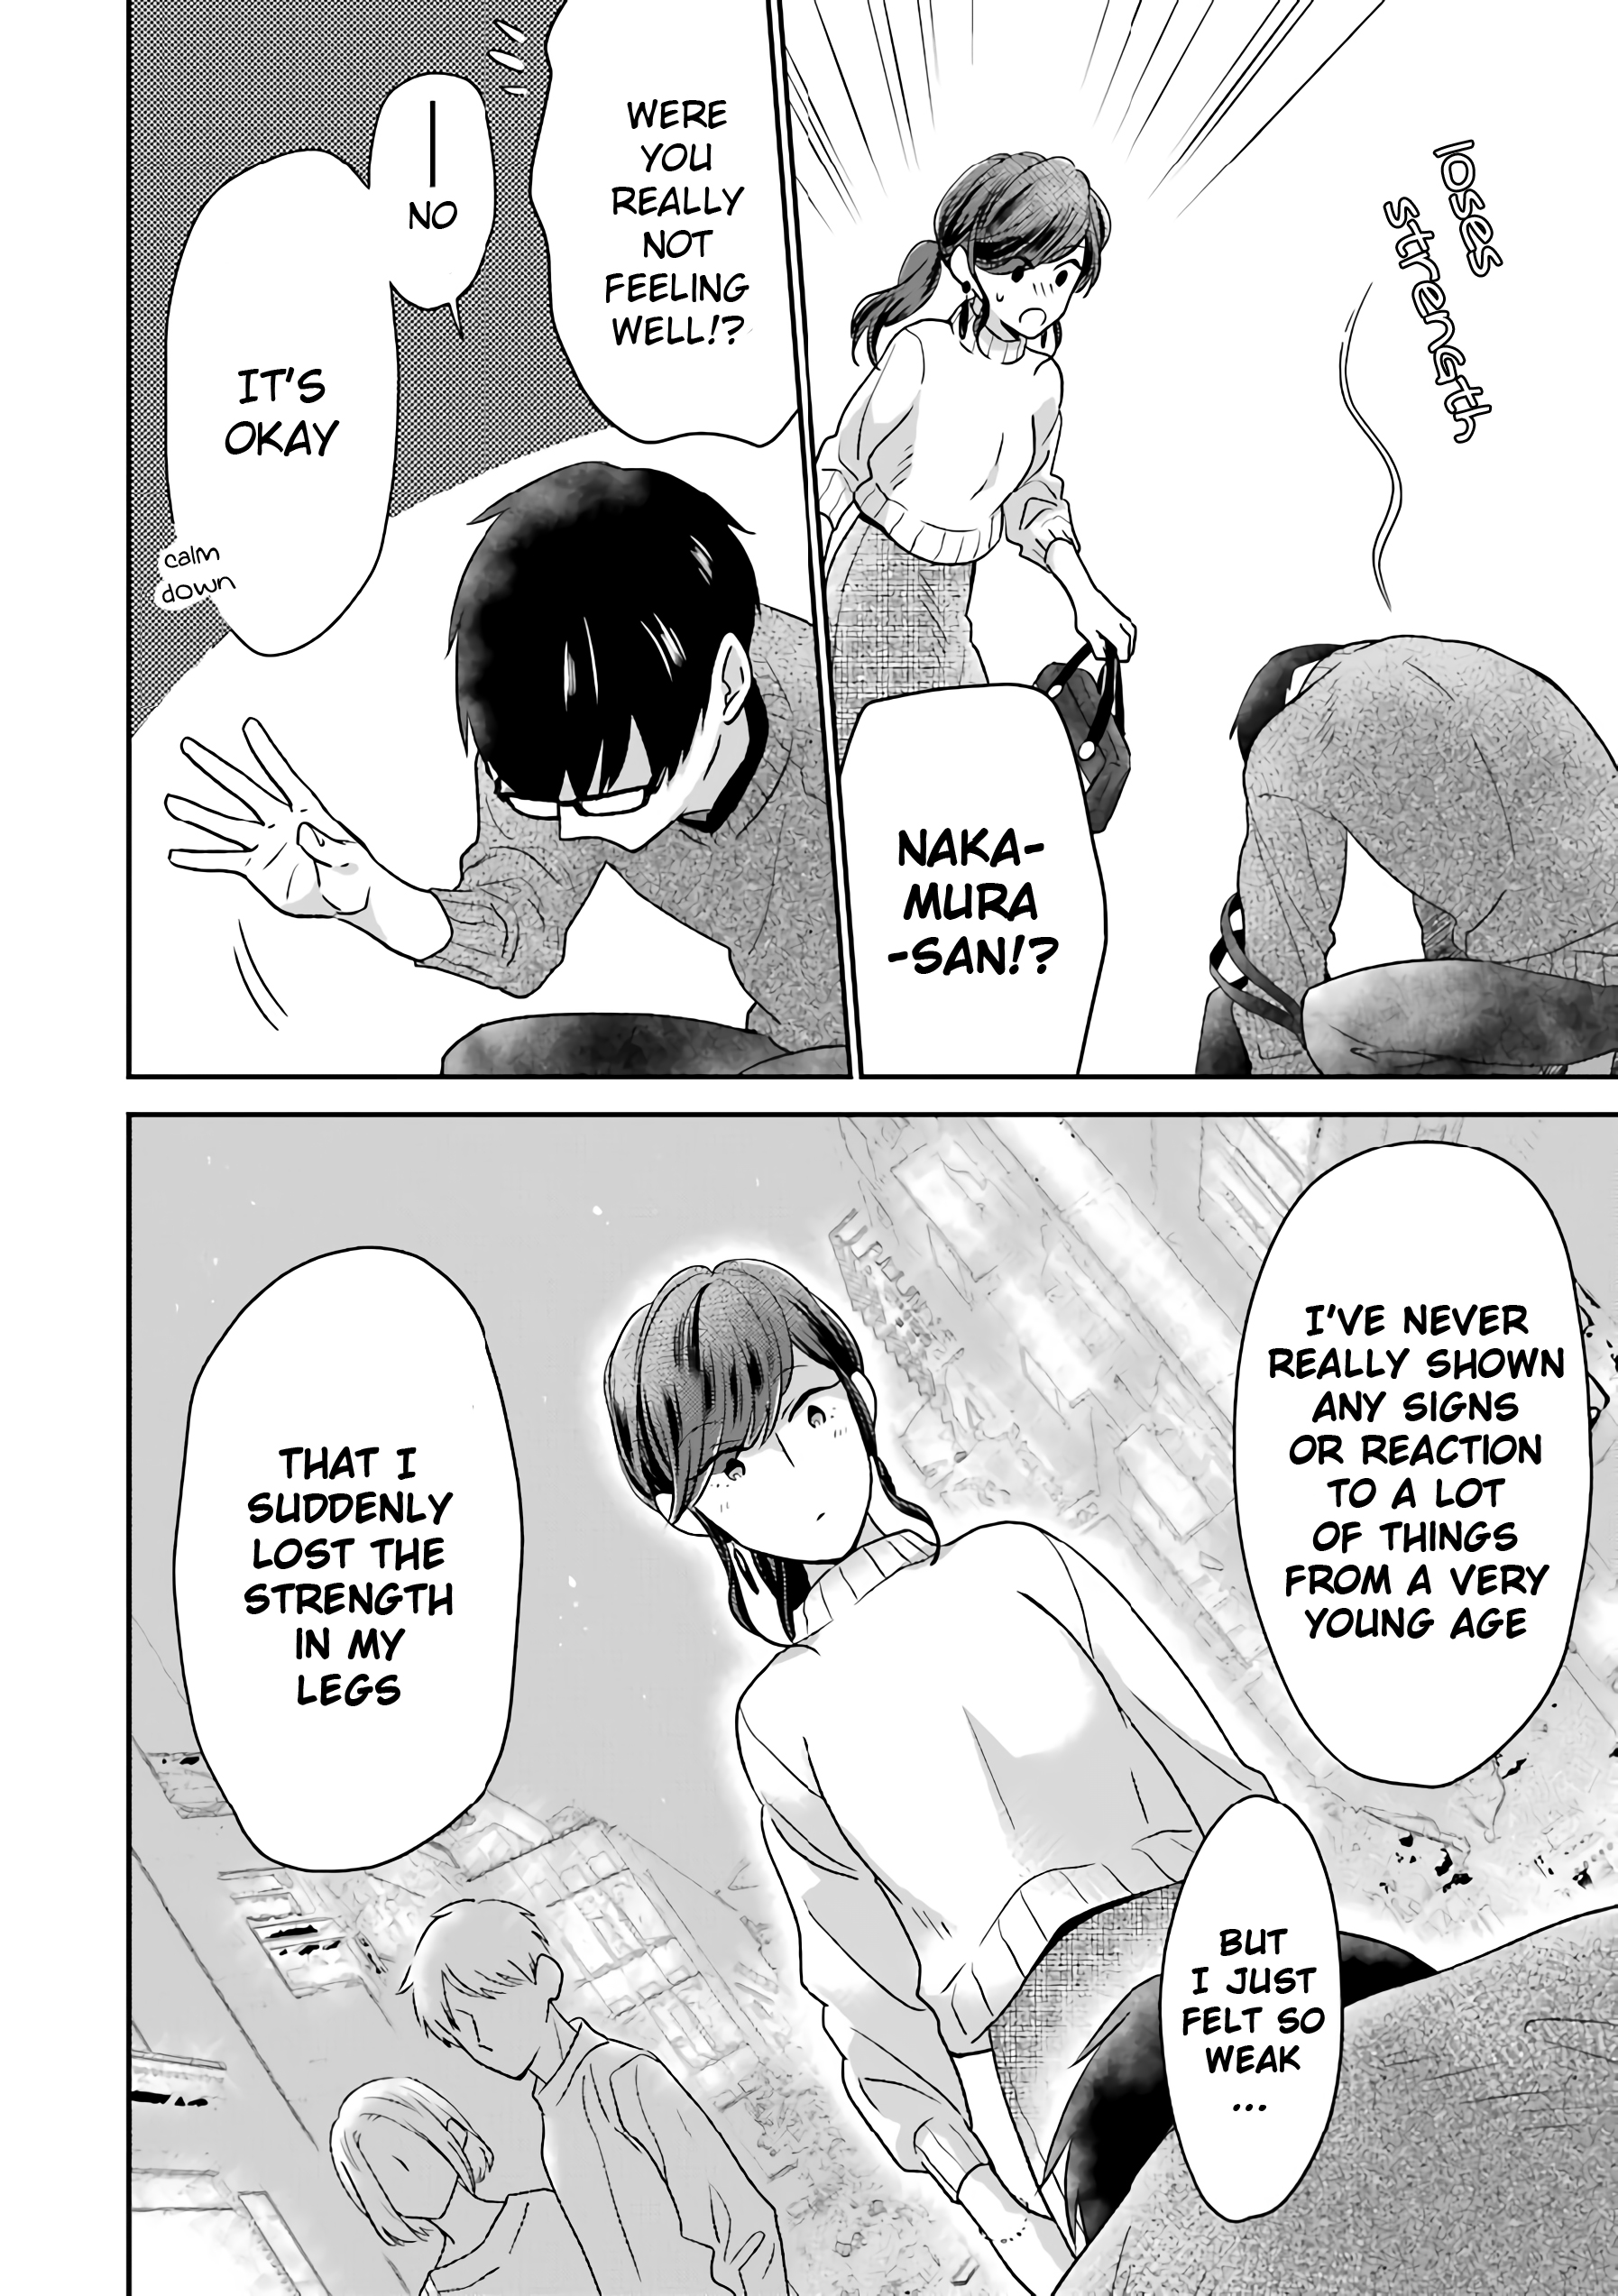 loses
strength
NAKA-
MURA
-SAN!?
WERE
YOU
REALLY
NOT
FEELING
WELL!?
—
NO
IT'S
OKAY
calm
down
I'VE NEVER
REALLY SHOWN
ANY SIGNS
OR REACTION
TO A LOT
OF THINGS
FROM A VERY
YOUNG AGE
BUT
I JUST
FELT SO
WEAK
...
THAT I
SUDDENLY
LOST THE
STRENGTH
IN MY
LEGS